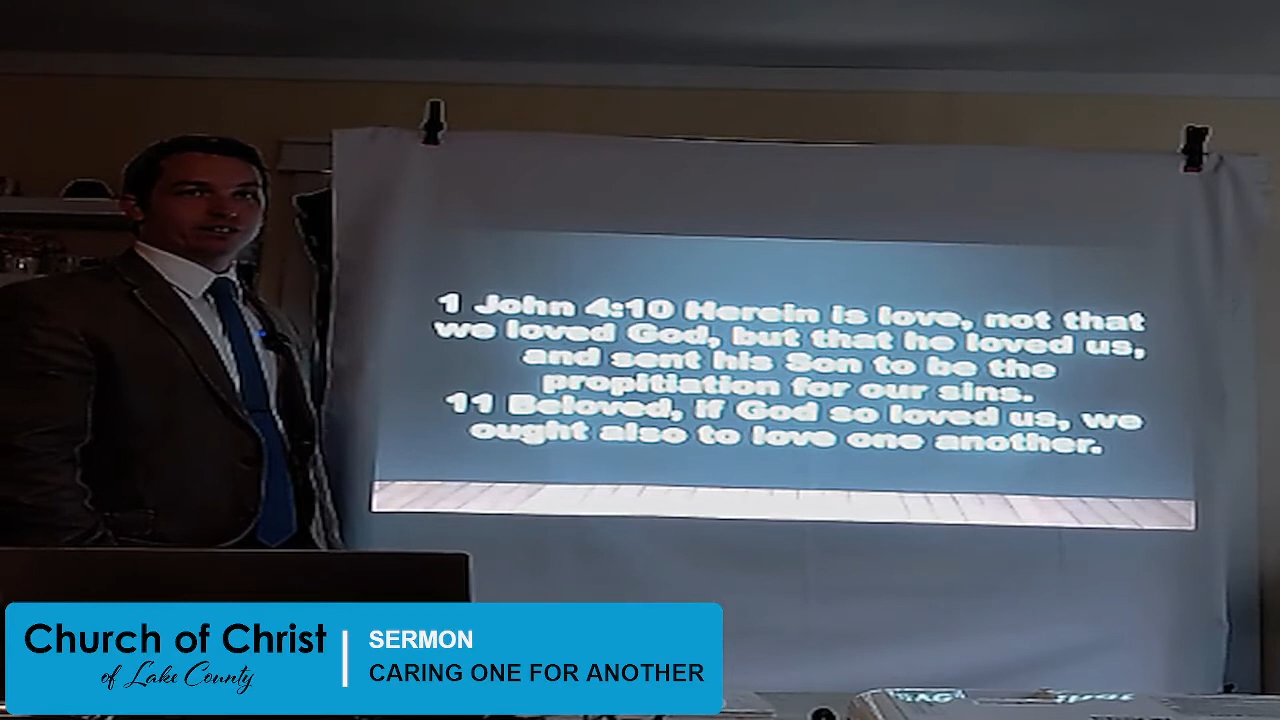 1 John 4:10 Herein is love, not that
we loved God, but that he loved us,
and sent his Son to be the
propitiation for our sins.
11 Beloved, if God so loved us, we
ought also to love one another.
Church of Christ
of Lake County
SERMON
CARING ONE FOR ANOTHER